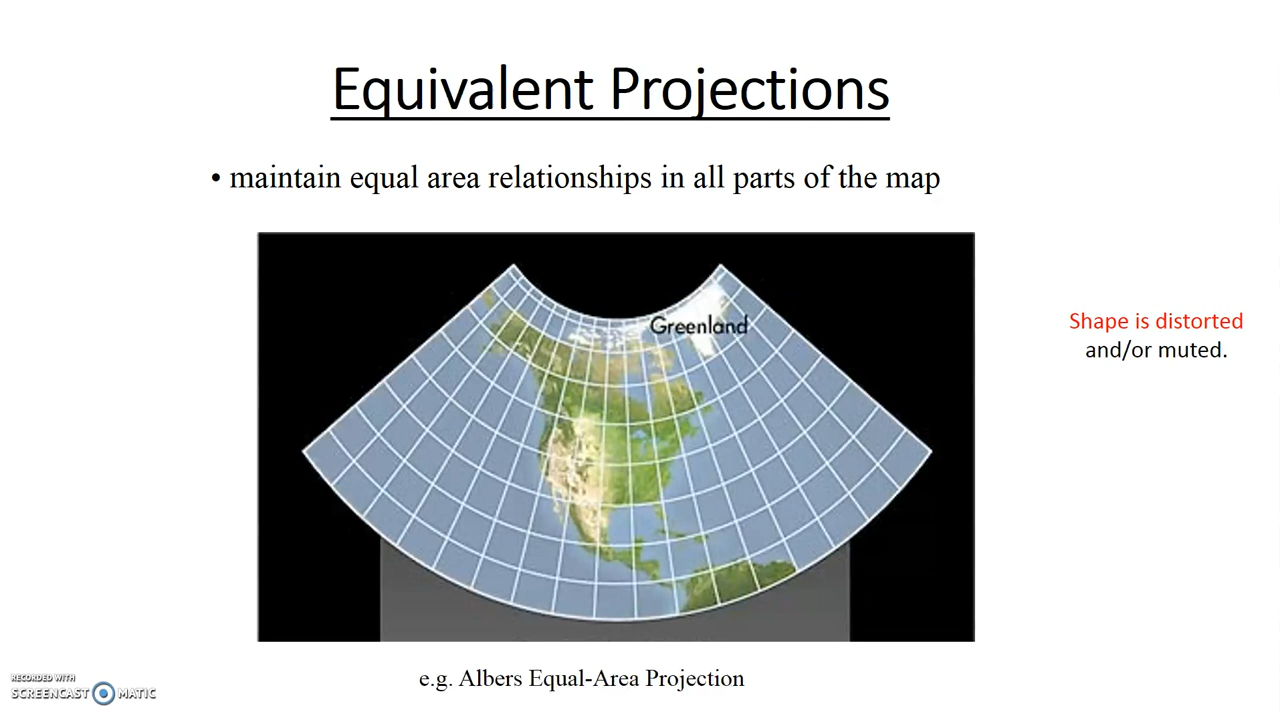 Equivalent Projections
• maintain equal area relationships in all parts of the map
Greenland
Shape is distorted
and/or muted.
e.g. Albers Equal-Area Projection
RECORDED WITH
SCREENCAST MATIC